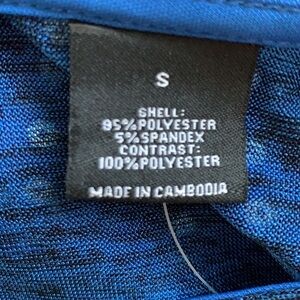 S
SHELL:
95%POLYESTER
5%SPANDEX
CONTRAST:
100%POLYESTER
MADE IN CAMBODIA